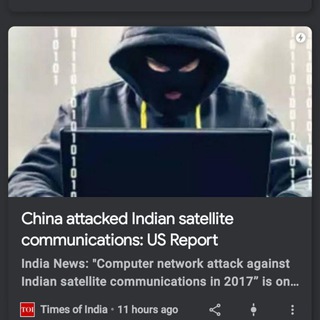 China attacked Indian satellite
communications: US Report
India News: "Computer network attack against
Indian satellite communications in 2017” is on...
TOI Times of India • 11 hours ago